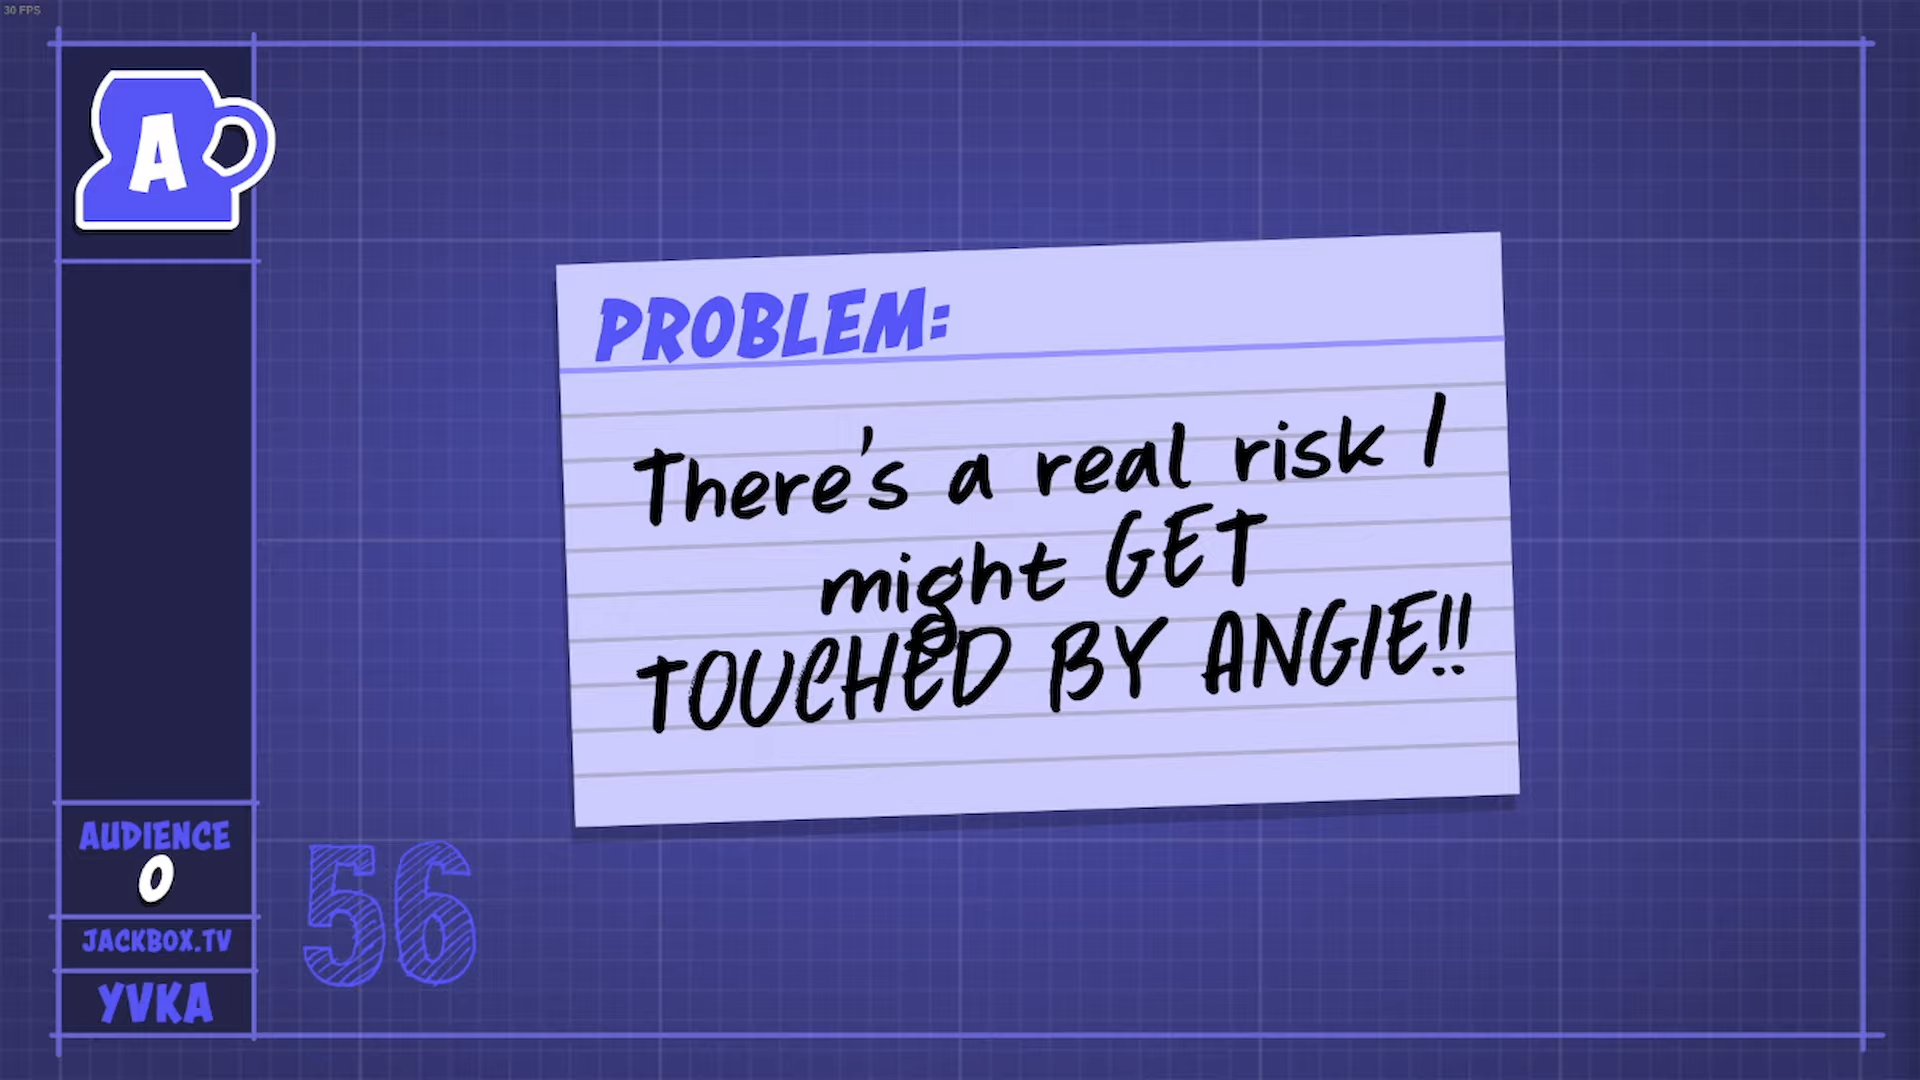 30 FPS
A
PROBLEM:
There's a real risk I
might GET
TOUCHED BY ANGIE!!
AUDIENCE
0
JACKBOX.TV
YVKA
56